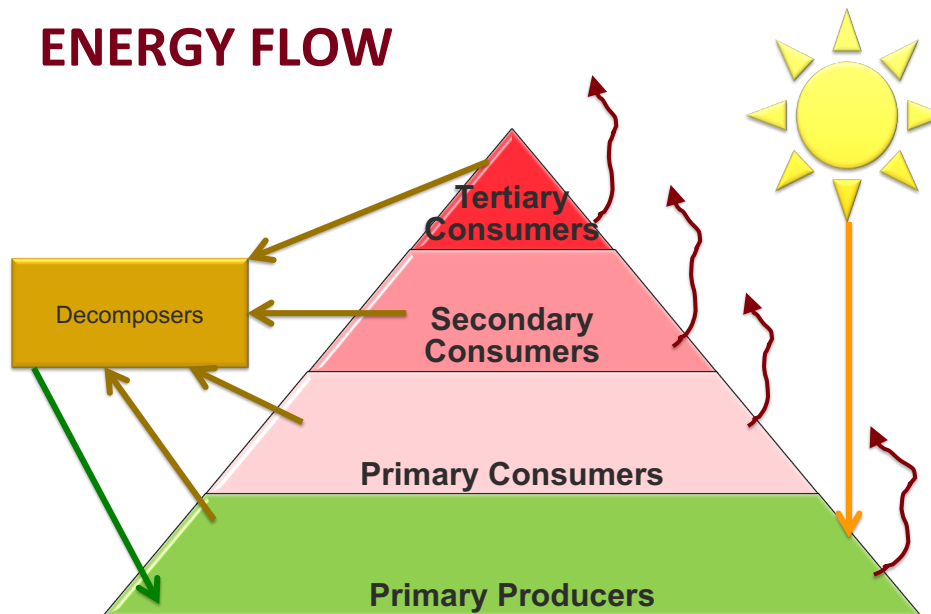 ENERGY FLOW
Tertiary
Consumers
Decomposers
Secondary
Consumers
Primary Consumers
Primary Producers